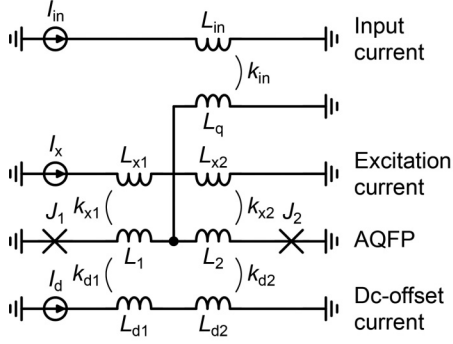 I_in
L_in
Input
current
k_in
L_q
I_x
L_x1
L_x2
Excitation
current
k_x1
k_x2
J_1
J_2
L_1
L_2
AQFP
k_d1
k_d2
I_d
L_d1
L_d2
Dc-offset
current